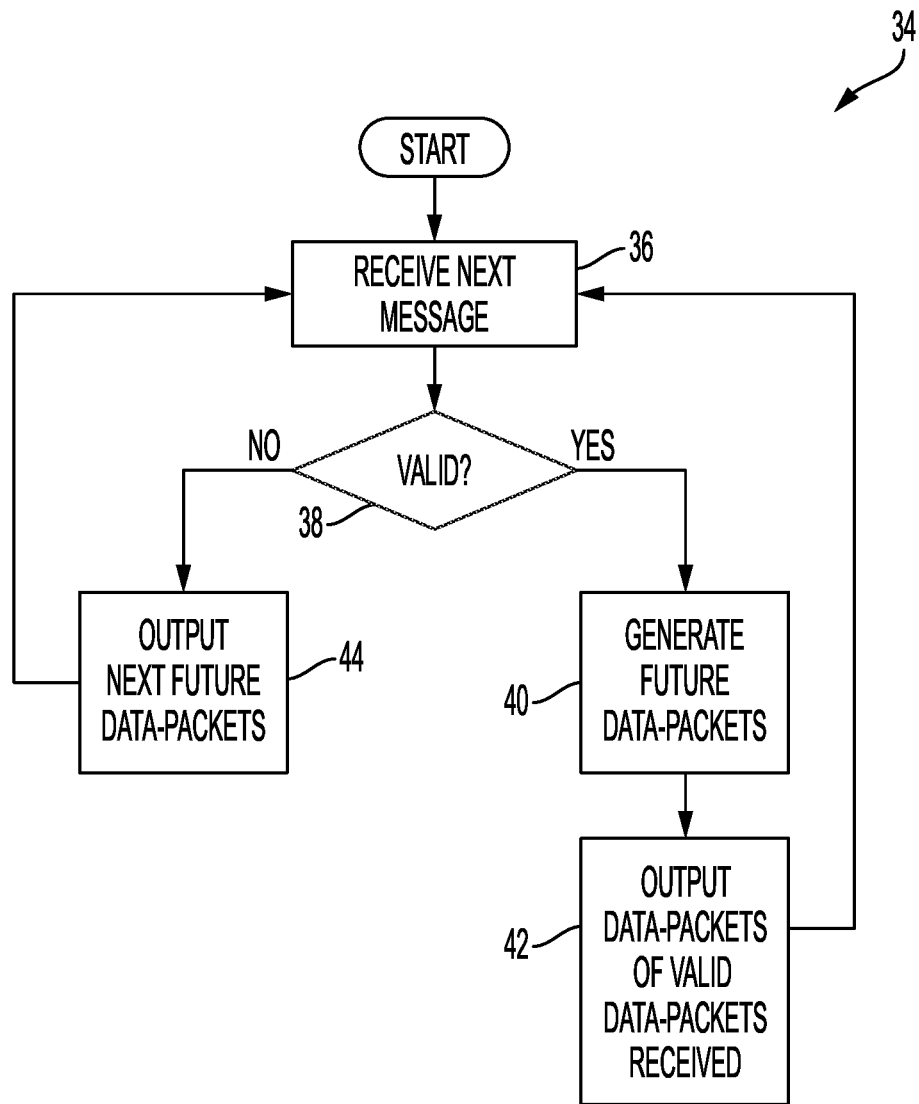 34
START
RECEIVE NEXT
MESSAGE
36
NO
YES
VALID?
38
OUTPUT
NEXT FUTURE
DATA-PACKETS
44
GENERATE
FUTURE
DATA-PACKETS
40
OUTPUT
DATA-PACKETS
OF VALID
DATA-PACKETS
RECEIVED
42